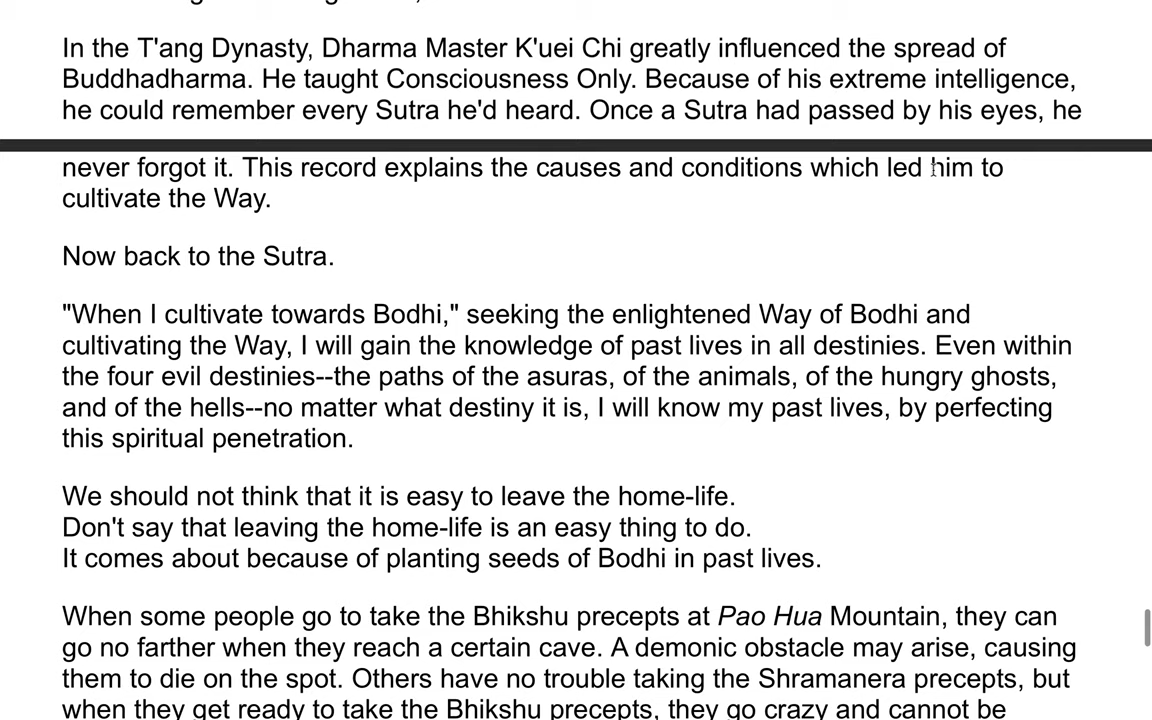 In the T'ang Dynasty, Dharma Master K'uei Chi greatly influenced the spread of
Buddhadharma. He taught Consciousness Only. Because of his extreme intelligence,
he could remember every Sutra he'd heard. Once a Sutra had passed by his eyes, he
never forgot it. This record explains the causes and conditions which led him to
cultivate the Way.
Now back to the Sutra.
"When I cultivate towards Bodhi," seeking the enlightened Way of Bodhi and
cultivating the Way, I will gain the knowledge of past lives in all destinies. Even within
the four evil destinies--the paths of the asuras, of the animals, of the hungry ghosts,
and of the hells--no matter what destiny it is, I will know my past lives, by perfecting
this spiritual penetration.
We should not think that it is easy to leave the home-life.
Don't say that leaving the home-life is an easy thing to do.
It comes about because of planting seeds of Bodhi in past lives.
When some people go to take the Bhikshu precepts at Pao Hua Mountain, they can
go no farther when they reach a certain cave. A demonic obstacle may arise, causing
them to die on the spot. Others have no trouble taking the Shramanera precepts, but
when they get ready to take the Bhikshu precepts, they go crazy and cannot be